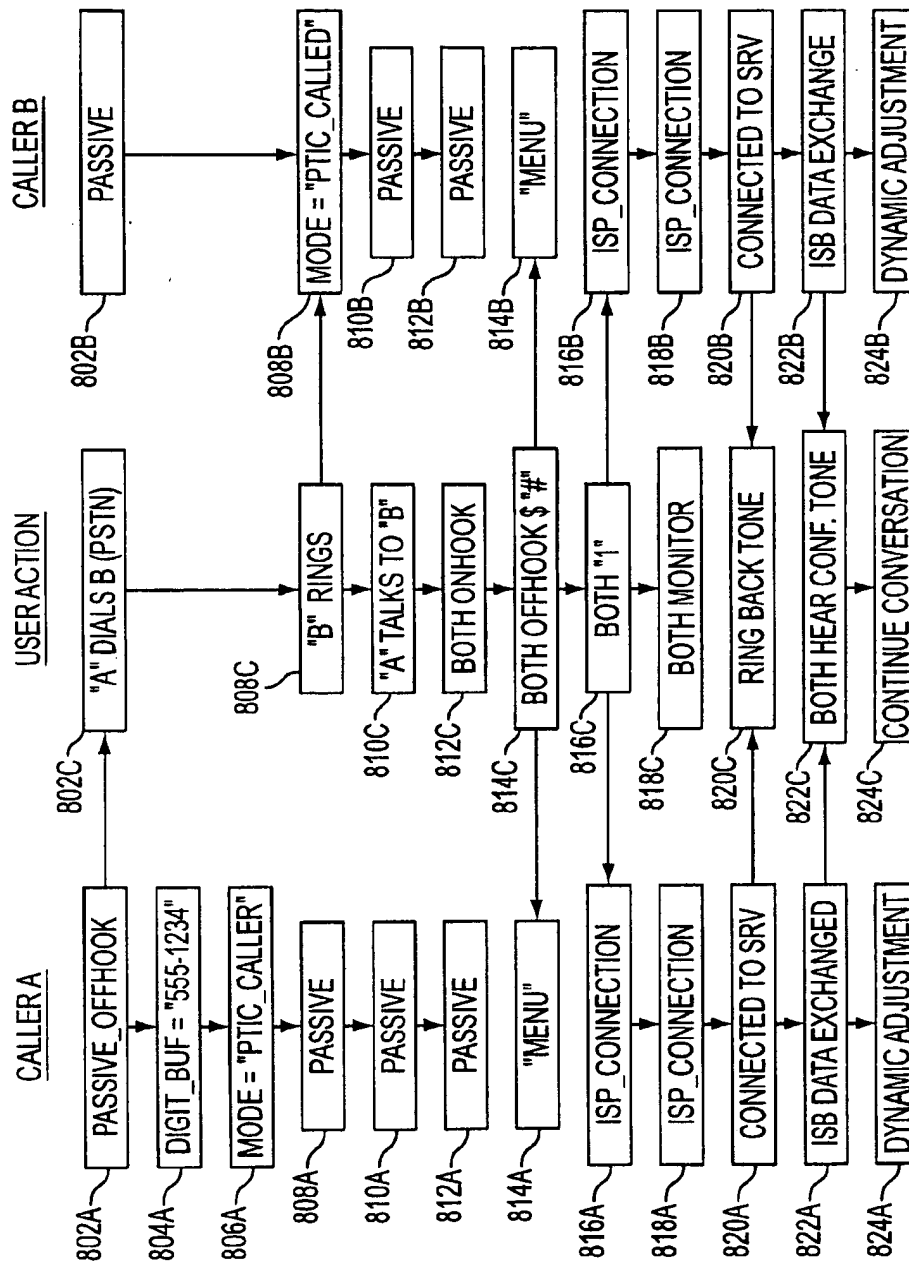 CALLER A
USER ACTION
CALLER B
802A
PASSIVE_OFFHOOK
802C
"A" DIALS B (PSTN)
802B
PASSIVE
804A
DIGIT_BUF = "555-1234"
806A
MODE = "PTIC_CALLER"
808A
PASSIVE
808C
"B" RINGS
808B
MODE = "PTIC_CALLED"
810A
PASSIVE
810C
"A" TALKS TO "B"
810B
PASSIVE
812A
PASSIVE
812C
BOTH ONHOOK
812B
PASSIVE
814A
"MENU"
814C
BOTH OFFHOOK $ "#"
814B
"MENU"
816A
ISP_CONNECTION
816C
BOTH "1"
816B
ISP_CONNECTION
818A
ISP_CONNECTION
818C
BOTH MONITOR
818B
ISP_CONNECTION
820A
CONNECTED TO SRV
820C
RING BACK TONE
820B
CONNECTED TO SRV
822A
ISB DATA EXCHANGED
822C
BOTH HEAR CONF. TONE
822B
ISB DATA EXCHANGE
824A
DYNAMIC ADJUSTMENT
824C
CONTINUE CONVERSATION
824B
DYNAMIC ADJUSTMENT